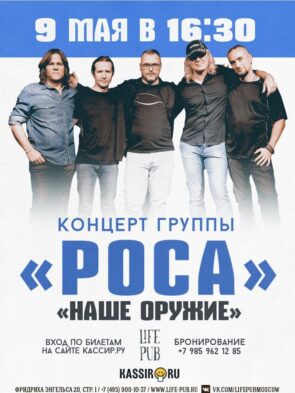 9 МАЯ В 16:30
КОНЦЕРТ ГРУППЫ
«РОСА»
«НАШЕ ОРУЖИЕ»
ВХОД ПО БИЛЕТАМ
НА САЙТЕ КАССИР.РУ
LIFE
PUB
БРОНИРОВАНИЕ
+7 985 962 12 85
KASSIR.RU
ФРИДРИХА ЭНГЕЛЬСА 20, СТР. 1 / +7 (495) 900-10-37 / WWW.LIFE-PUB.RU VK.COM/LIFEPUBMOSCOW